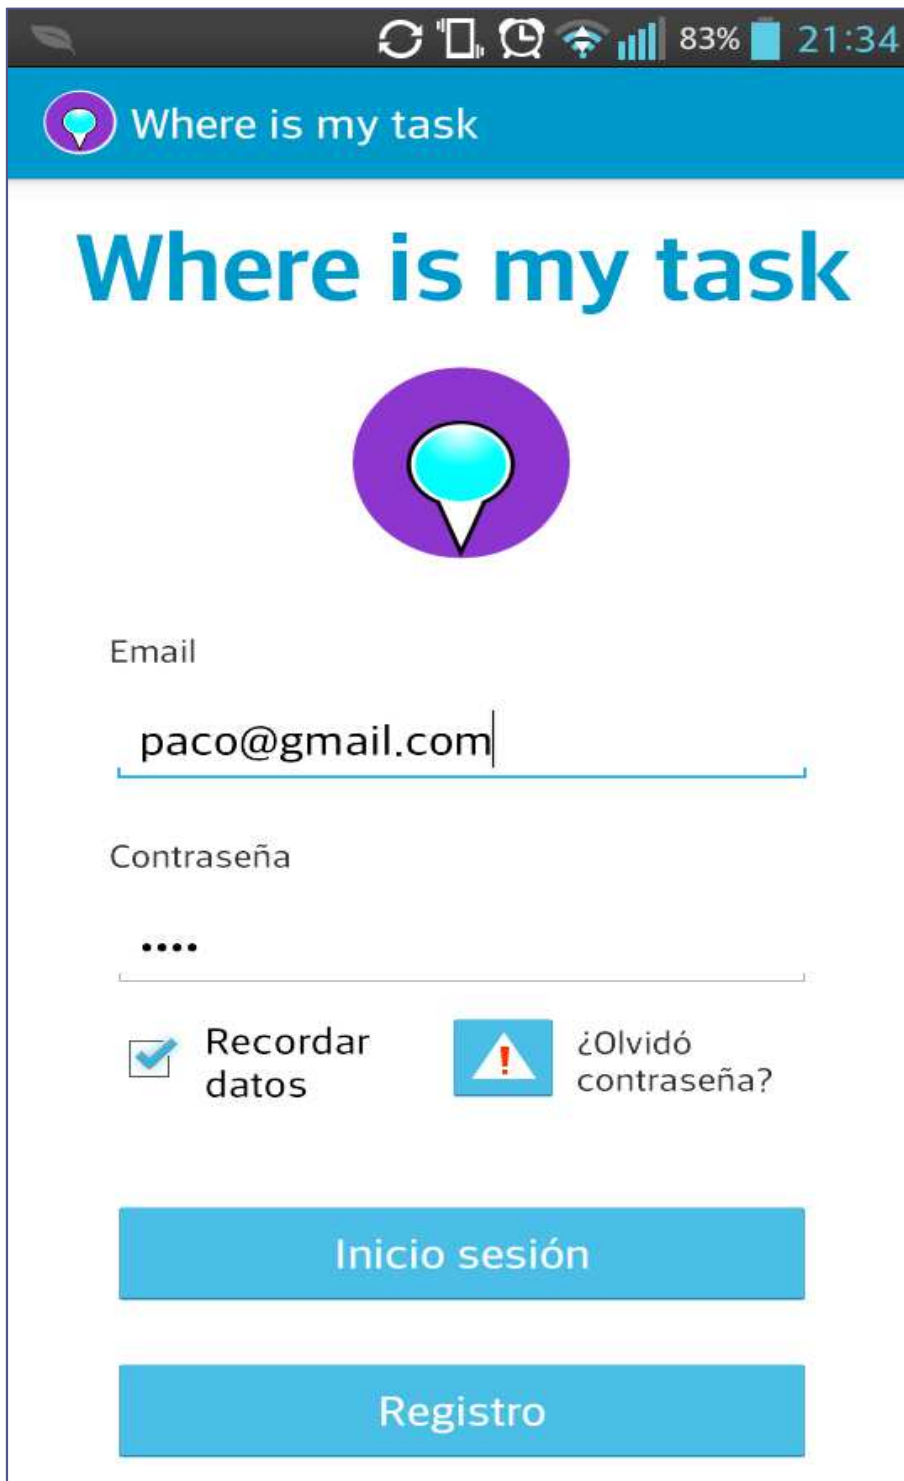 83% 21:34
Where is my task
Where is my task
Email
paco@gmail.com
Contraseña
••••
Recordar
datos
¿Olvidó
contraseña?
Inicio sesión
Registro